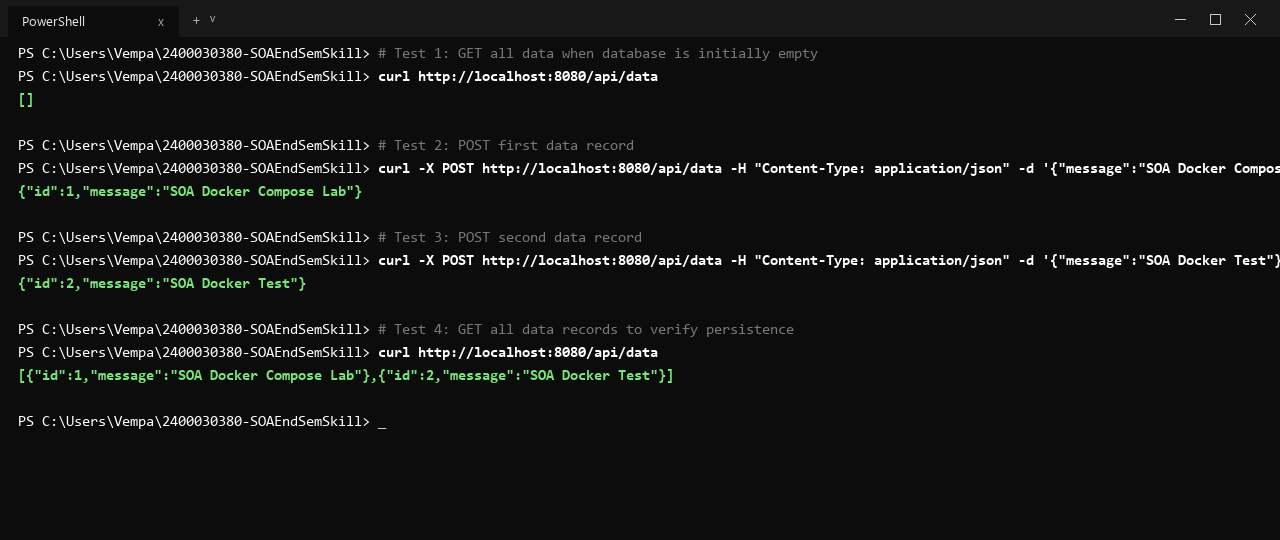 PowerShell x + v
PS C:\Users\Vempa\2400030380-SOAEndSemSkill> # Test 1: GET all data when database is initially empty
PS C:\Users\Vempa\2400030380-SOAEndSemSkill> curl http://localhost:8080/api/data
[]
PS C:\Users\Vempa\2400030380-SOAEndSemSkill> # Test 2: POST first data record
PS C:\Users\Vempa\2400030380-SOAEndSemSkill> curl -X POST http://localhost:8080/api/data -H "Content-Type: application/json" -d '{"message":"SOA Docker Compos
{"id":1,"message":"SOA Docker Compose Lab"}
PS C:\Users\Vempa\2400030380-SOAEndSemSkill> # Test 3: POST second data record
PS C:\Users\Vempa\2400030380-SOAEndSemSkill> curl -X POST http://localhost:8080/api/data -H "Content-Type: application/json" -d '{"message":"SOA Docker Test"}
{"id":2,"message":"SOA Docker Test"}
PS C:\Users\Vempa\2400030380-SOAEndSemSkill> # Test 4: GET all data records to verify persistence
PS C:\Users\Vempa\2400030380-SOAEndSemSkill> curl http://localhost:8080/api/data
[{"id":1,"message":"SOA Docker Compose Lab"},{"id":2,"message":"SOA Docker Test"}]
PS C:\Users\Vempa\2400030380-SOAEndSemSkill> _